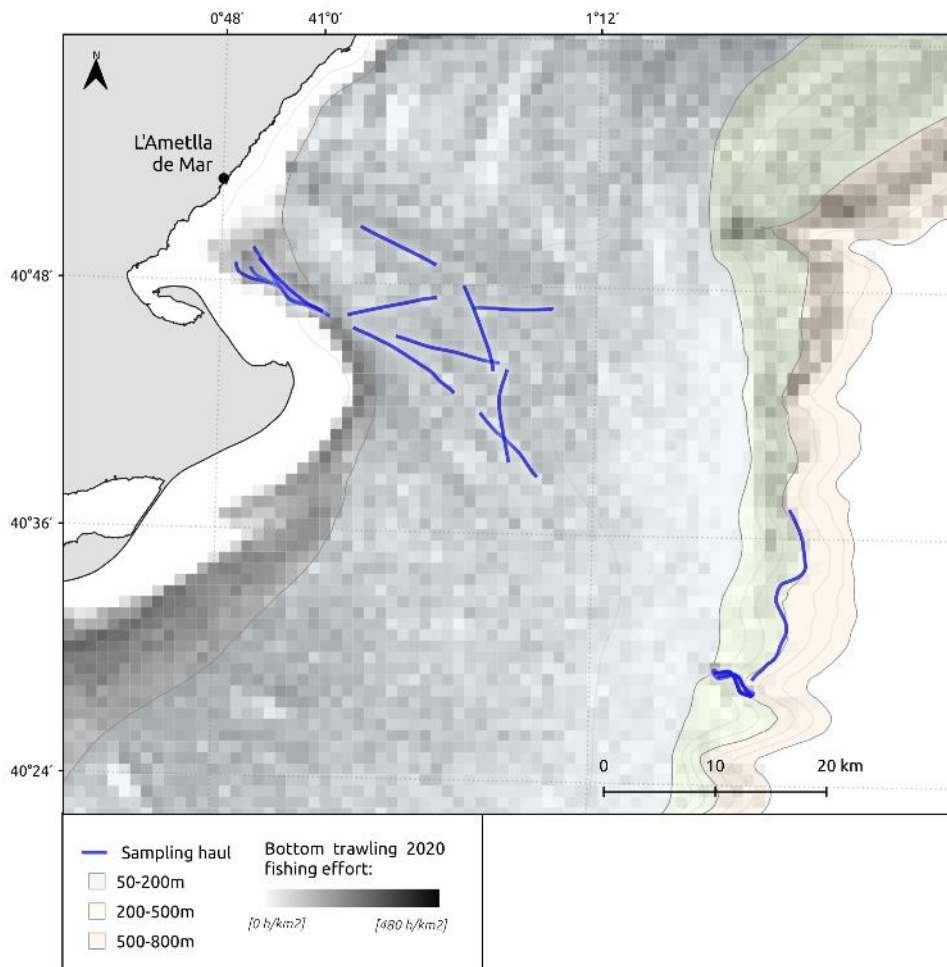 0°48´
41°0´
1°12´
N
L'Ametlla
de Mar
40°48´
40°36´
40°24´
0
10
20 km
Sampling haul
50-200m
200-500m
500-800m
Bottom trawling 2020
fishing effort:
[0 h/km2]
[480 h/km2]